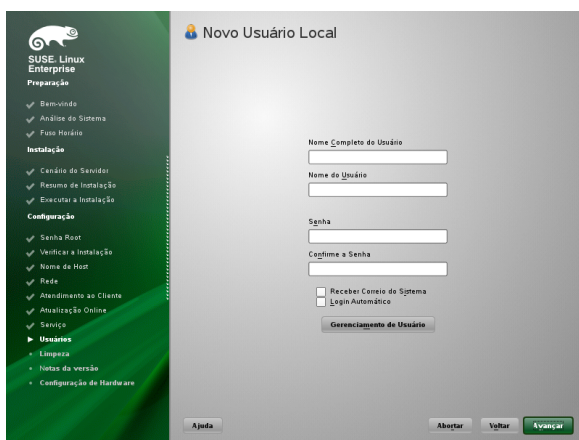 SUSE. Linux
Enterprise
Preparação
Bem-vindo
Análise do Sistema
Fuso Horário
Instalação
Cenário do Servidor
Resumo de Instalação
Executar a Instalação
Configuração
Senha Root
Verificar a Instalação
Nome de Host
Rede
Atendimento ao Cliente
Atualização Online
Serviço
Usuários
Limpeza
Notas da versão
Configuração de Hardware
Novo Usuário Local
Nome Completo do Usuário
Nome do Usuário
Senha
Confirme a Senha
Receber Correio do Sistema
Login Automático
Gerenciamento de Usuário
Ajuda
Abortar
Voltar
Avançar